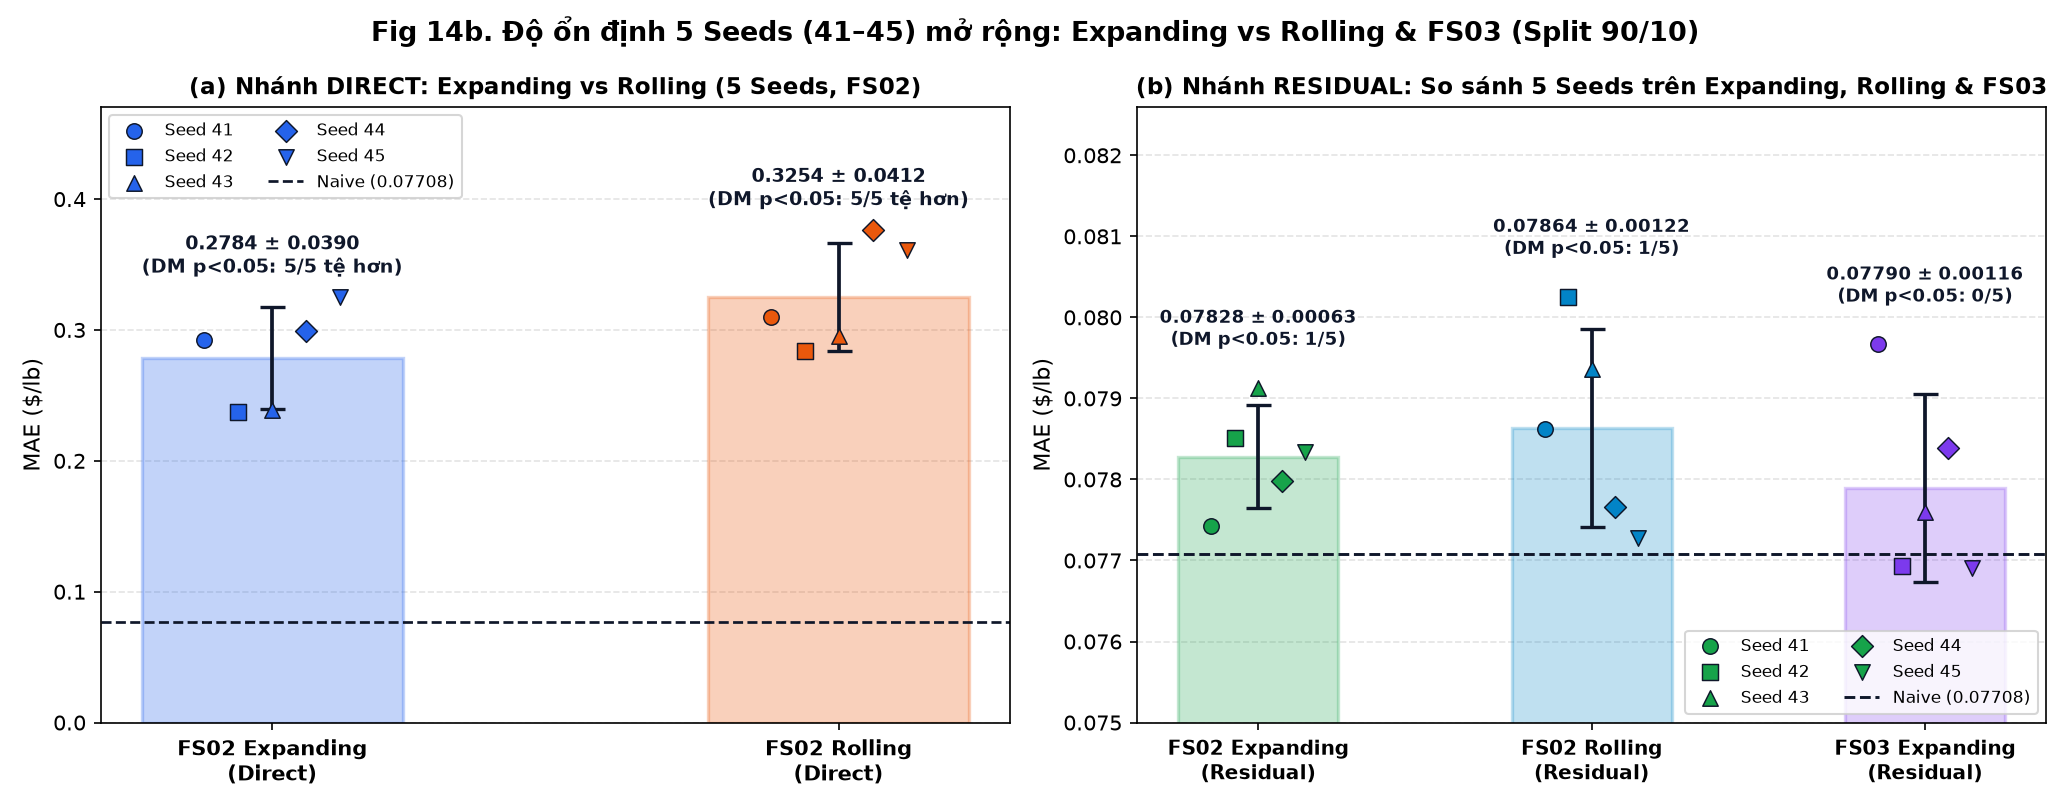 Fig 14b. Độ ổn định 5 Seeds (41–45) mở rộng: Expanding vs Rolling & FS03 (Split 90/10)
(a) Nhánh DIRECT: Expanding vs Rolling (5 Seeds, FS02)
MAE ($/lb)
0.4
0.3
0.2
0.1
0.0
Seed 41
Seed 42
Seed 43
Seed 44
Seed 45
Naive (0.07708)
0.2784 ± 0.0390
(DM p<0.05: 5/5 tệ hơn)
0.3254 ± 0.0412
(DM p<0.05: 5/5 tệ hơn)
FS02 Expanding
(Direct)
FS02 Rolling
(Direct)
(b) Nhánh RESIDUAL: So sánh 5 Seeds trên Expanding, Rolling & FS03
MAE ($/lb)
0.082
0.081
0.080
0.079
0.078
0.077
0.076
0.075
0.07828 ± 0.00063
(DM p<0.05: 1/5)
0.07864 ± 0.00122
(DM p<0.05: 1/5)
0.07790 ± 0.00116
(DM p<0.05: 0/5)
Seed 41
Seed 42
Seed 43
Seed 44
Seed 45
Naive (0.07708)
FS02 Expanding
(Residual)
FS02 Rolling
(Residual)
FS03 Expanding
(Residual)